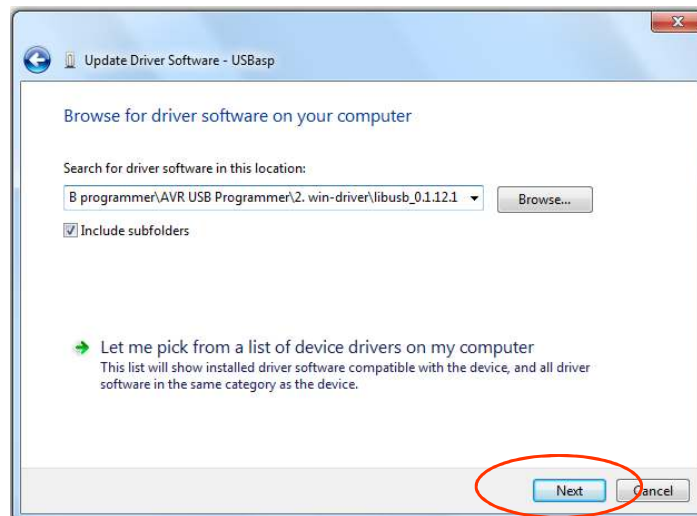 Update Driver Software - USBasp
Browse for driver software on your computer
Search for driver software in this location:
B programmer\AVR USB Programmer\2. win-driver\libusb_0.1.12.1
Browse...
Include subfolders
Let me pick from a list of device drivers on my computer
This list will show installed driver software compatible with the device, and all driver
software in the same category as the device.
Next
Cancel